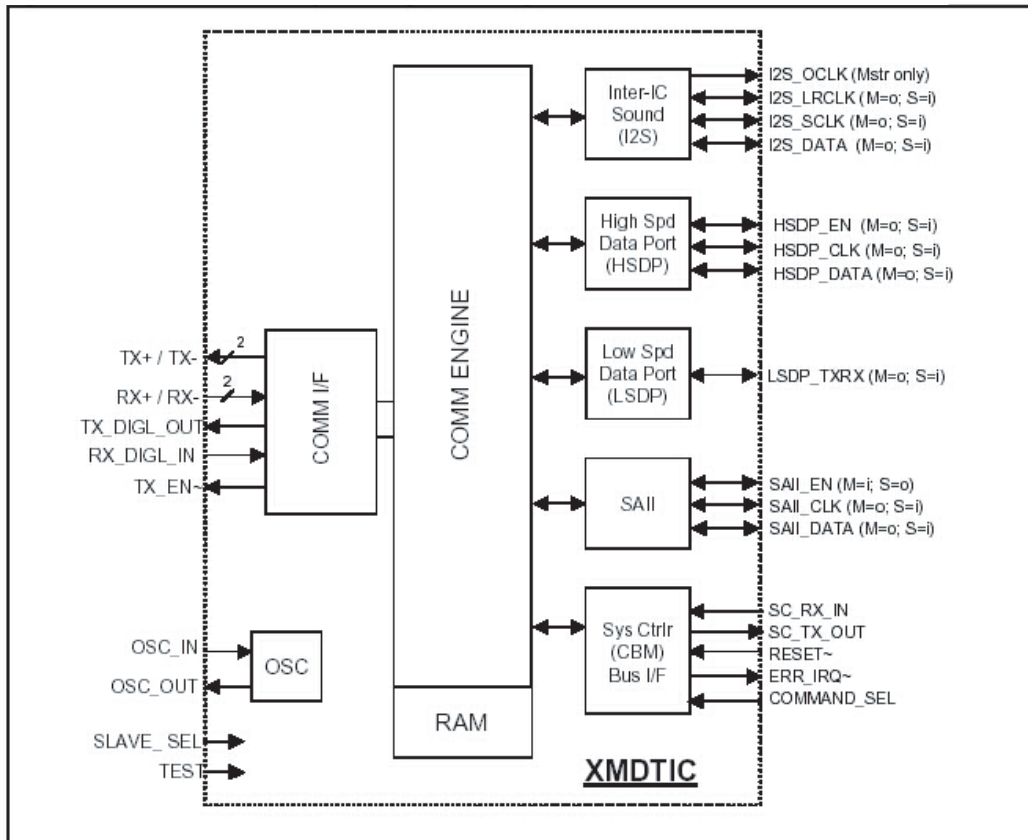 TX+ / TX-
2
RX+ / RX-
2
TX_DIGL_OUT
RX_DIGL_IN
TX_EN~
OSC_IN
OSC_OUT
SLAVE_ SEL
TEST
COMM I/F
OSC
COMM ENGINE
RAM
Inter-IC
Sound
(I2S)
High Spd
Data Port
(HSDP)
Low Spd
Data Port
(LSDP)
SAII
Sys Ctrlr
(CBM)
Bus I/F
XMDTIC
I2S_OCLK (Mstr only)
I2S_LRCLK (M=o; S=i)
I2S_SCLK (M=o; S=i)
I2S_DATA (M=o; S=i)
HSDP_EN (M=o; S=i)
HSDP_CLK (M=o; S=i)
HSDP_DATA (M=o; S=i)
LSDP_TXRX (M=o; S=i)
SAII_EN (M=i; S=o)
SAII_CLK (M=o; S=i)
SAII_DATA (M=o; S=i)
SC_RX_IN
SC_TX_OUT
RESET~
ERR_IRQ~
COMMAND_SEL